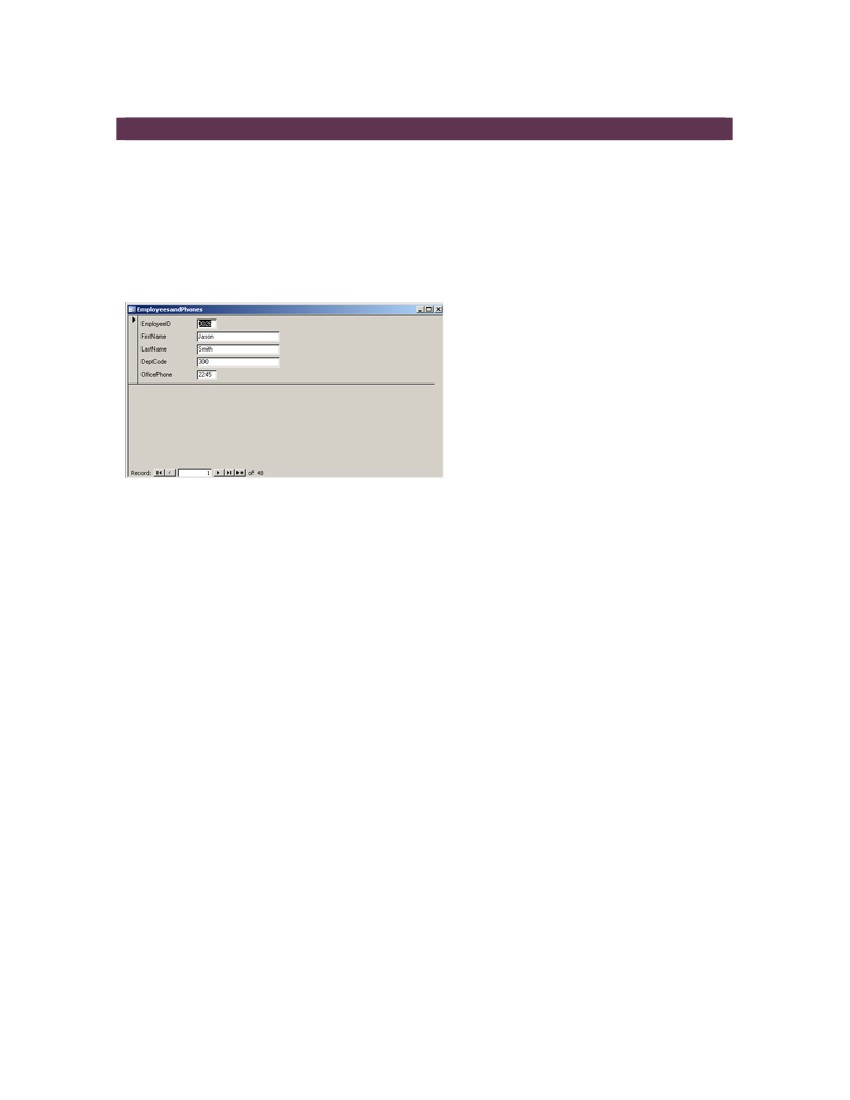 EmployeesandPhones
EmployeeID
FirstName Jason
LastName Smith
DeptCode 300
OfficePhone 2245
Record: 1 of 48